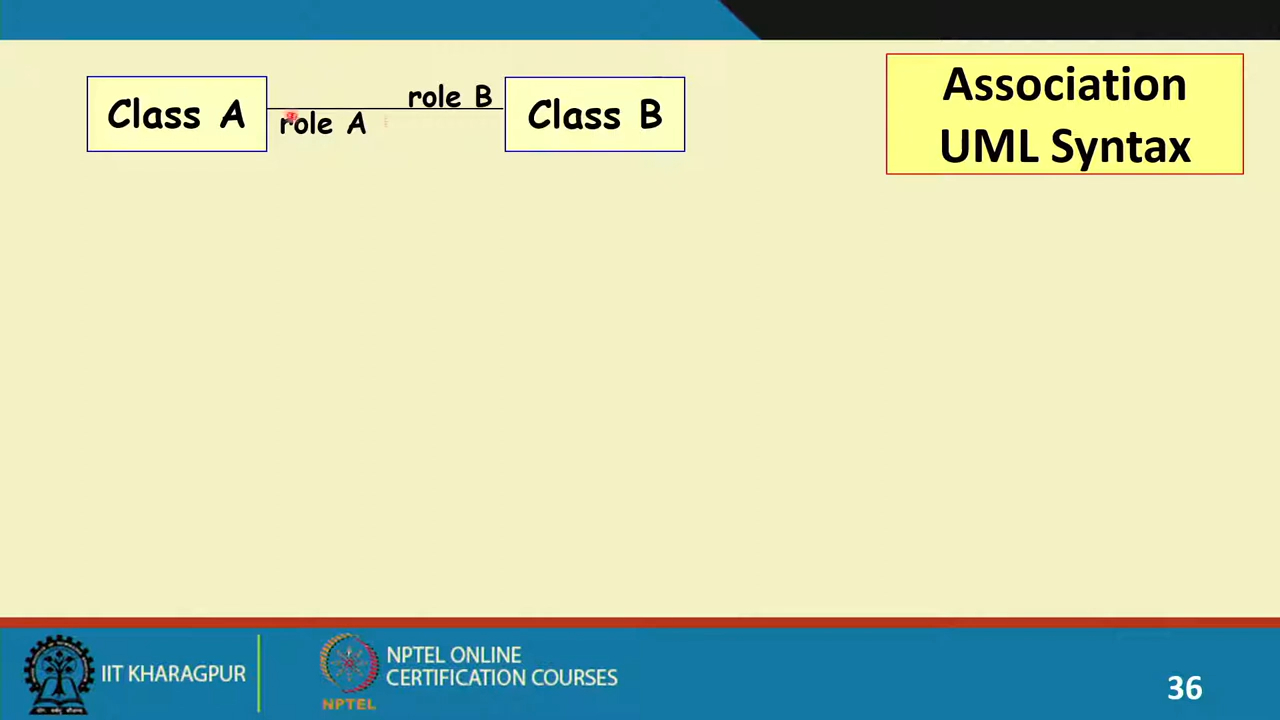 Class A
role A
role B
Class B
Association
UML Syntax
IIT KHARAGPUR
NPTEL
NPTEL ONLINE
CERTIFICATION COURSES
36